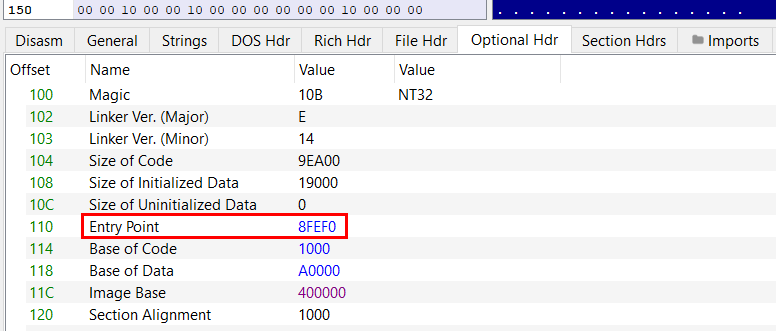 150 00 00 00 10 00 00 10 00 00 00 00 00 10 00 00 00 . . . . . . . . . . . . . . . .
Disasm General Strings DOS Hdr Rich Hdr File Hdr Optional Hdr Section Hdrs Imports
Offset Name Value Value
100 Magic 10B NT32
102 Linker Ver. (Major) E
103 Linker Ver. (Minor) 14
104 Size of Code 9EA00
108 Size of Initialized Data 19000
10C Size of Uninitialized Data 0
110 Entry Point 8FEF0
114 Base of Code 1000
118 Base of Data A0000
11C Image Base 400000
120 Section Alignment 1000